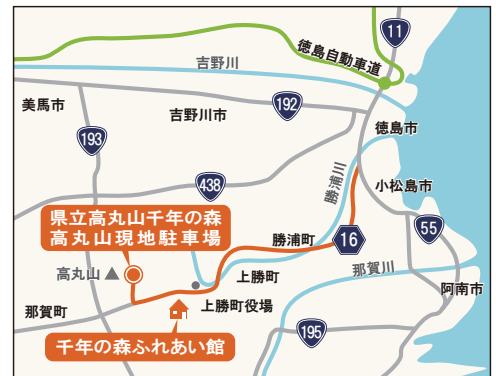 11
徳島自動車道
吉野川
美馬市
吉野川市
192
徳島市
193
438
勝浦川
小松島市
県立高丸山千年の森
高丸山現地駐車場
勝浦町
16
55
高丸山
上勝町
那賀川
阿南市
那賀町
上勝町役場
千年の森ふれあい館
195